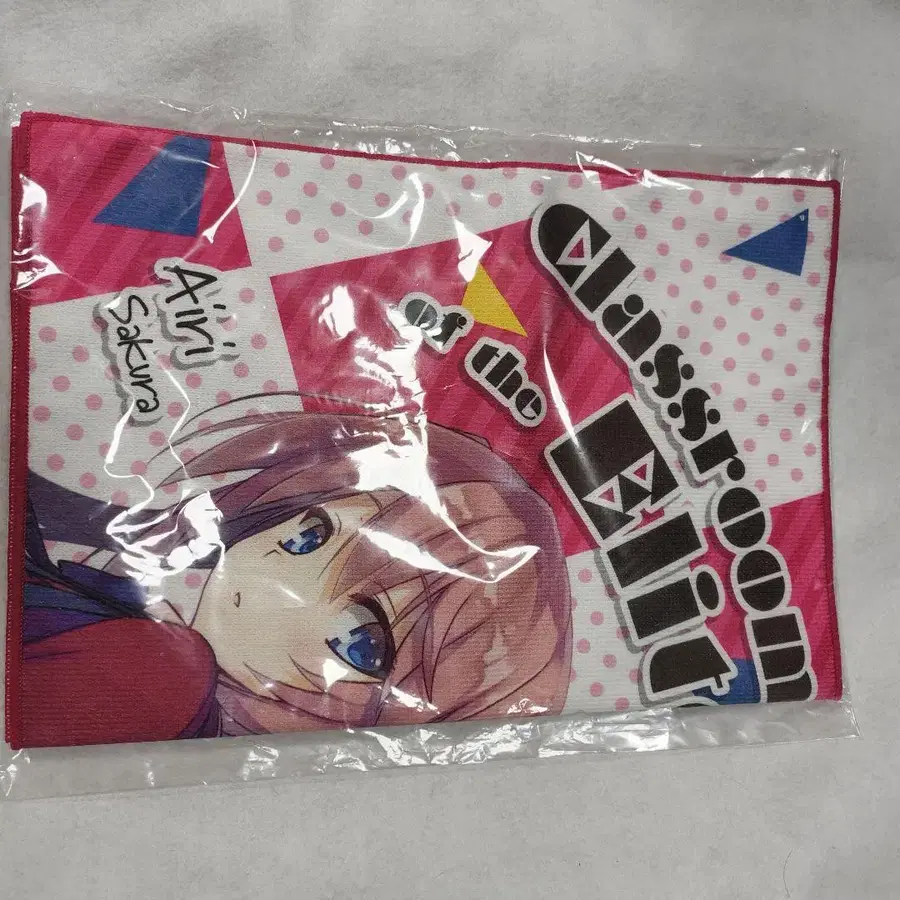 Classroom
of the
Elite
Airi
Sakura